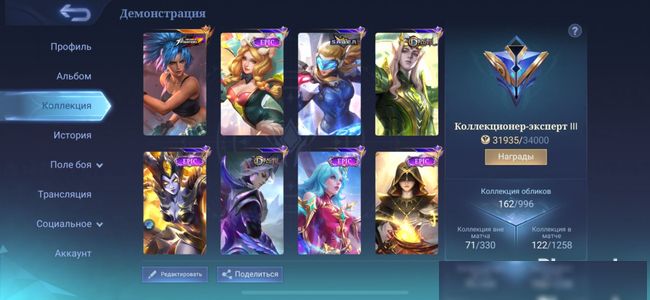 Демонстрация
Профиль
Альбом
Коллекция
История
Поле боя
Трансляция
Социальное
Аккаунт
EPIC
SABER
EPIC
EPIC
EPIC
Редактировать
Поделиться
?
Коллекционер-эксперт III
31935/34000
Награды
Коллекция обликов
162/996
Коллекция вне матча
71/330
Коллекция в матче
122/1258